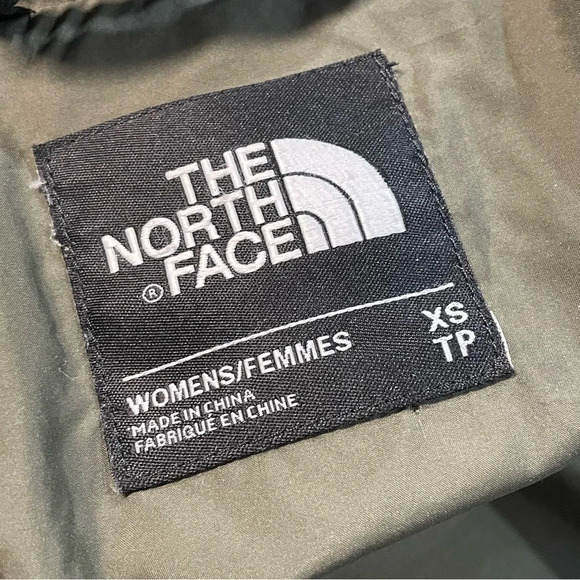 THE
NORTH
FACE
®
WOMENS/FEMMES
XS
TP
MADE IN CHINA
FABRIQUÉ EN CHINE